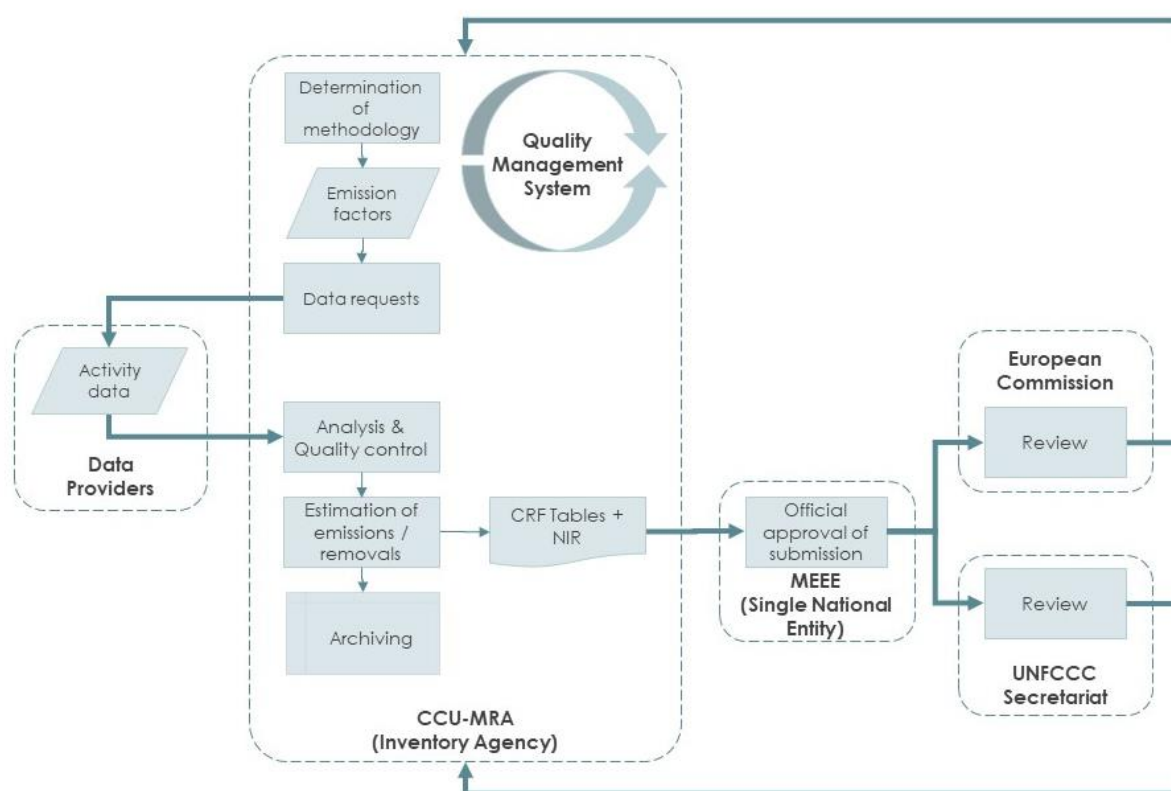 Determination
of
methodology
Emission
factors
Data requests
Quality
Management
System
Activity
data
Data
Providers
Analysis &
Quality control
Estimation of
emissions /
removals
CRF Tables +
NIR
Archiving
CCU-MRA
(Inventory Agency)
Official
approval of
submission
MEEE
(Single National
Entity)
European
Commission
Review
Review
UNFCCC
Secretariat